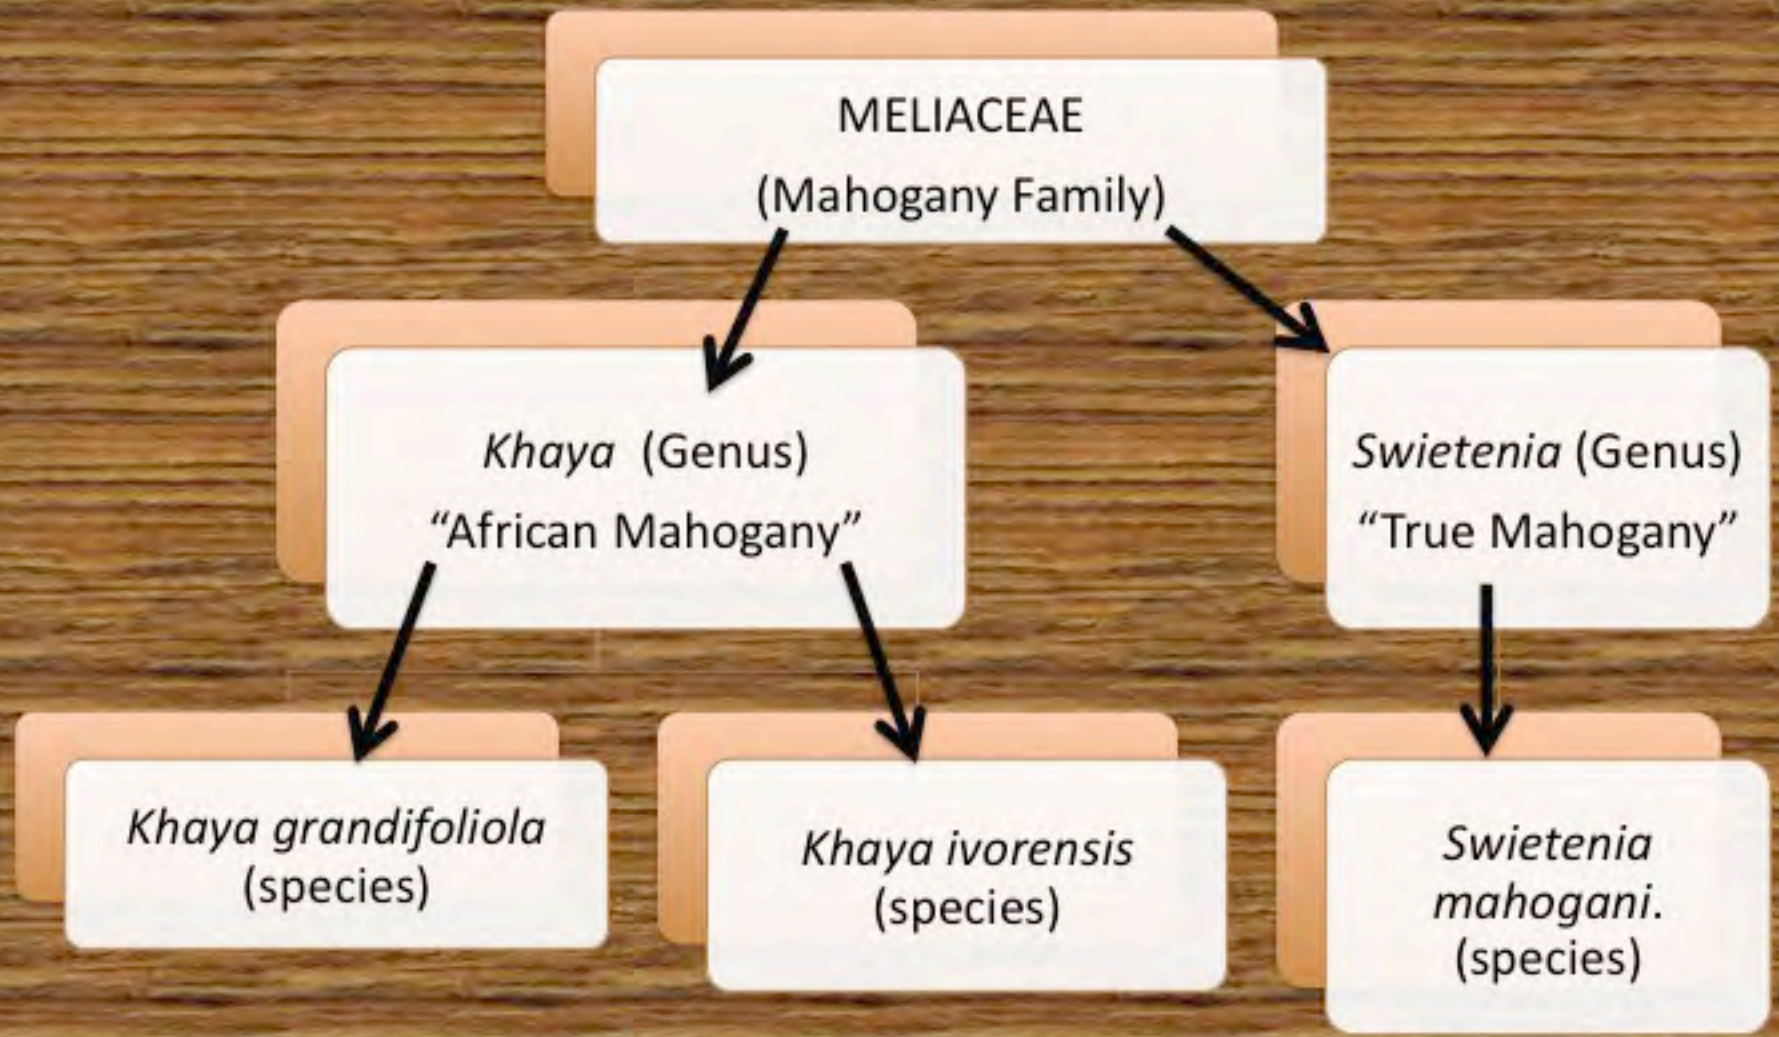 MELIACEAE
(Mahogany Family)
Khaya (Genus)
“African Mahogany”
Swietenia (Genus)
“True Mahogany”
Khaya grandifoliola
(species)
Khaya ivorensis
(species)
Swietenia
mahogani.
(species)